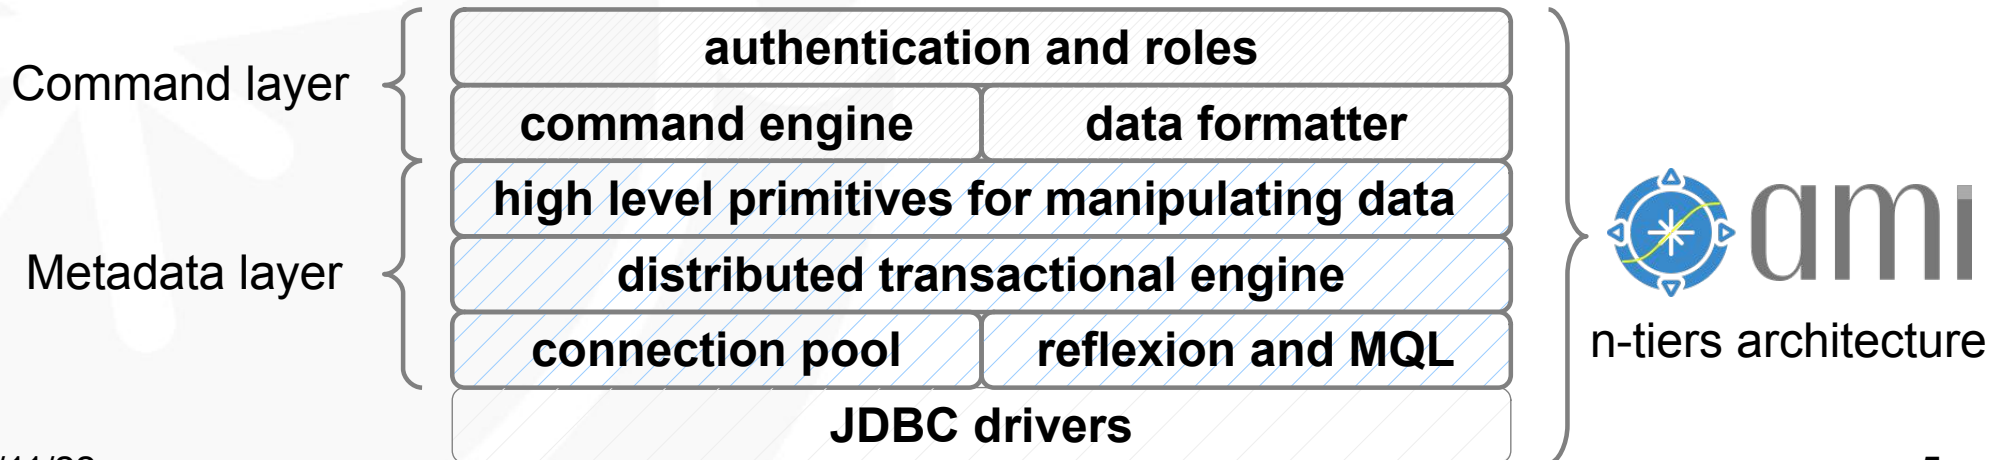 authentication and roles
Command layer
command engine data formatter
high level primitives for manipulating data
ami
distributed transactional engine
Metadata layer
n-tiers architecture
connection pool reflexion and MQL
JDBC drivers